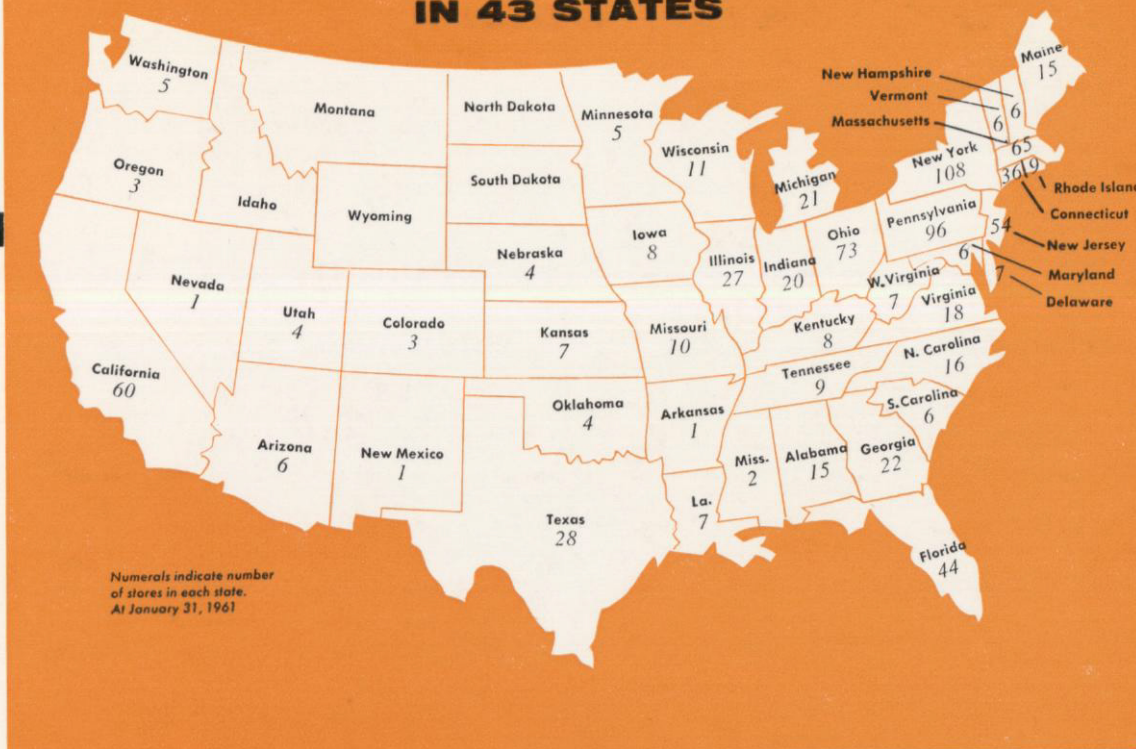 IN 43 STATES
Washington
5
Montana
North Dakota
Minnesota
5
Wisconsin
11
Michigan
21
New Hampshire
6
Vermont
6
Massachusetts
65
Maine
15
Oregon
3
Idaho
Wyoming
South Dakota
New York
108
Rhode Island
19
Connecticut
36
Nebraska
4
Iowa
8
Illinois
27
Indiana
20
Ohio
73
Pennsylvania
96
New Jersey
54
Maryland
6
Delaware
7
Nevada
1
Utah
4
Colorado
3
Kansas
7
Missouri
10
Kentucky
8
W.Virginia
7
Virginia
18
California
60
Tennessee
9
N. Carolina
16
S.Carolina
6
Arizona
6
New Mexico
1
Oklahoma
4
Arkansas
1
Miss.
2
Alabama
15
Georgia
22
Texas
28
La.
7
Florida
44
Numerals indicate number
of stores in each state.
At January 31, 1961